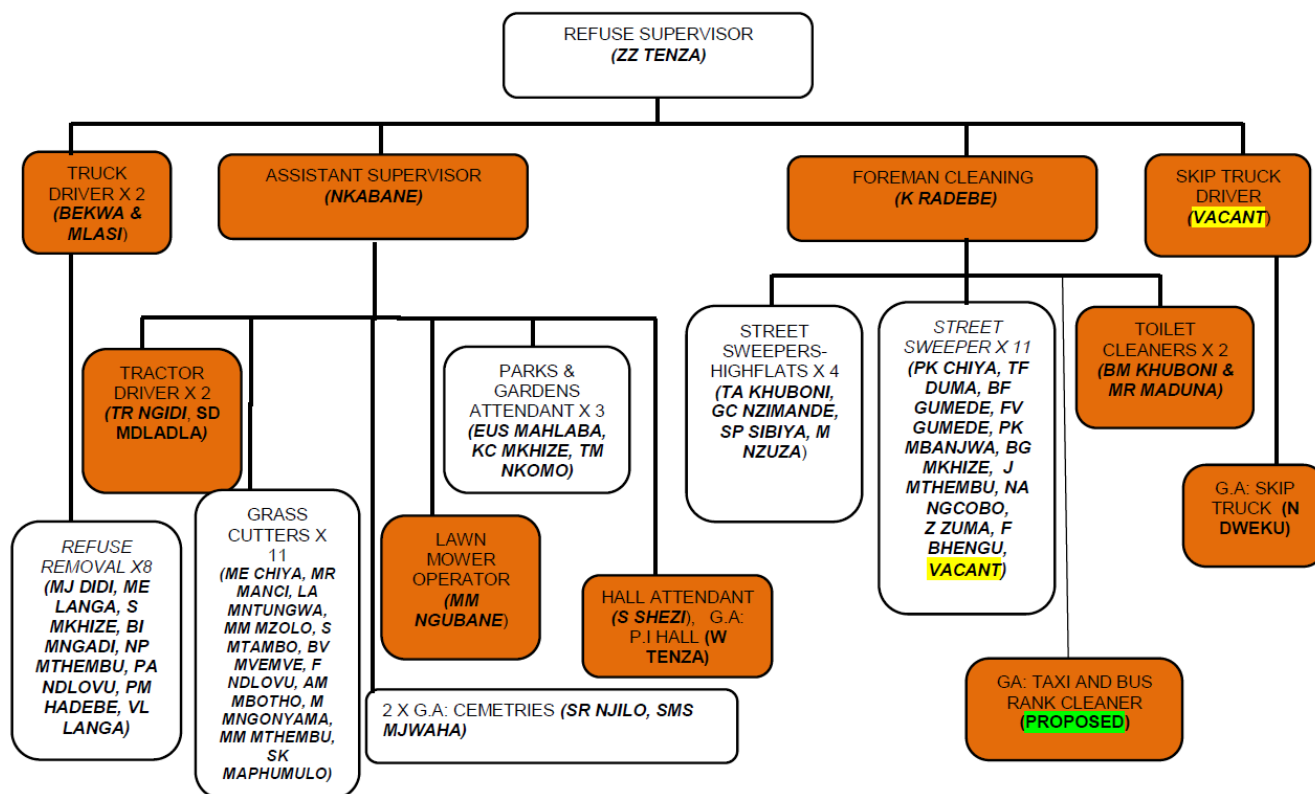 REFUSE SUPERVISOR
(ZZ TENZA)
TRUCK
DRIVER X 2
(BEKWA &
MLASI)
ASSISTANT SUPERVISOR
(NKABANE)
FOREMAN CLEANING
(K RADEBE)
SKIP TRUCK
DRIVER
(VACANT)
TRACTOR
DRIVER X 2
(TR NGIDI, SD
MDLADLA)
PARKS &
GARDENS
ATTENDANT X 3
(EUS MAHLABA,
KC MKHIZE, TM
NKOMO)
STREET
SWEEPERS-
HIGHFLATS X 4
(TA KHUBONI,
GC NZIMANDE,
SP SIBIYA, M
NZUZA)
STREET
SWEEPER X 11
(PK CHIYA, TF
DUMA, BF
GUMEDE, FV
GUMEDE, PK
MBANJWA, BG
MKHIZE, J
MTHEMBU, NA
NGCOBO,
Z ZUMA, F
BHENGU,
VACANT)
TOILET
CLEANERS X 2
(BM KHUBONI &
MR MADUNA)
REFUSE
REMOVAL X8
(MJ DIDI, ME
LANGA, S
MKHIZE, BI
MNGADI, NP
MTHEMBU, PA
NDLOVU, PM
HADEBE, VL
LANGA)
GRASS
CUTTERS X
11
(ME CHIYA, MR
MANCI, LA
MNTUNGWA,
MM MZOLO, S
MTAMBO, BV
MVEMVE, F
NDLOVU, AM
MBOTHO, M
MNGONYAMA,
MM MTHEMBU,
SK
MAPHUMULO)
LAWN
MOWER
OPERATOR
(MM
NGUBANE)
HALL ATTENDANT
(S SHEZI), G.A:
P.I HALL (W
TENZA)
G.A: SKIP
TRUCK (N
DWEKU)
2 X G.A: CEMETRIES (SR NJILO, SMS
MJWAHA)
GA: TAXI AND BUS
RANK CLEANER
(PROPOSED)